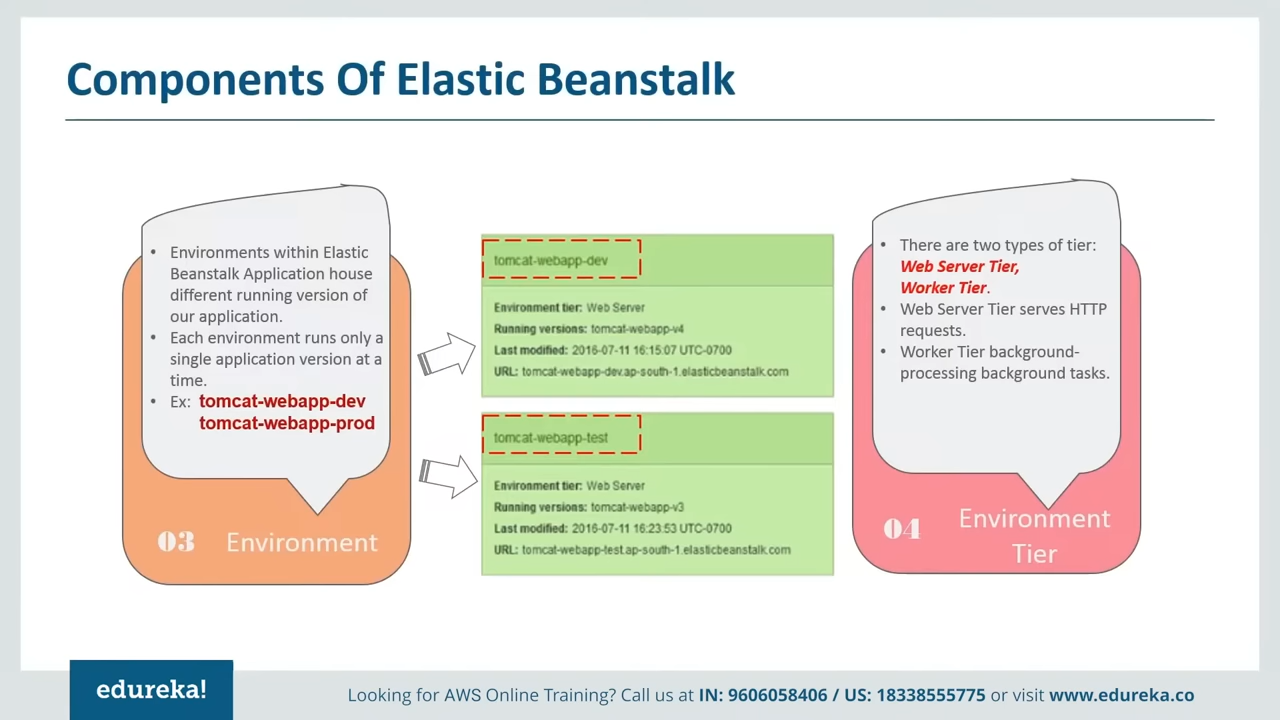 Components Of Elastic Beanstalk
• Environments within Elastic
Beanstalk Application house
different running version of
our application.
• Each environment runs only a
single application version at a
time.
• Ex: tomcat-webapp-dev
tomcat-webapp-prod
03 Environment
tomcat-webapp-dev
Environment tier: Web Server
Running versions: tomcat-webapp-v4
Last modified: 2016-07-11 16:15:07 UTC-0700
URL: tomcat-webapp-dev.ap-south-1.elasticbeanstalk.com
tomcat-webapp-test
Environment tier: Web Server
Running versions: tomcat-webapp-v3
Last modified: 2016-07-11 16:23:53 UTC-0700
URL: tomcat-webapp-test.ap-south-1.elasticbeanstalk.com
• There are two types of tier:
Web Server Tier,
Worker Tier.
• Web Server Tier serves HTTP
requests.
• Worker Tier background-
processing background tasks.
04 Environment
Tier
edureka!
Looking for AWS Online Training? Call us at IN: 9606058406 / US: 18338555775 or visit www.edureka.co